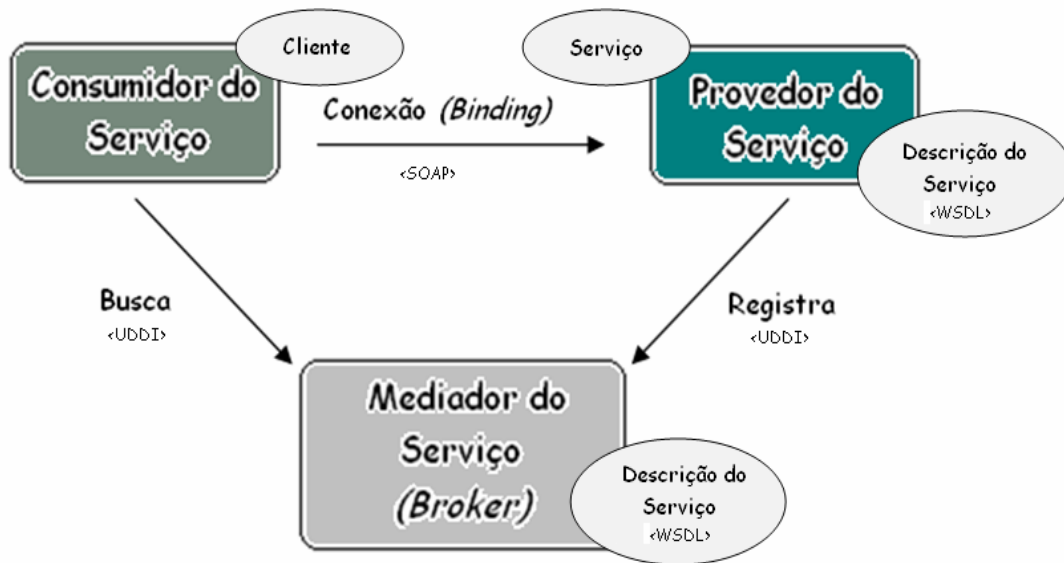 Cliente
Consumidor do
Serviço
Conexão (Binding)
<SOAP>
Serviço
Provedor do
Serviço
Descrição do
Serviço
<WSDL>
Busca
<UDDI>
Registra
<UDDI>
Mediador do
Serviço
(Broker)
Descrição do
Serviço
<WSDL>